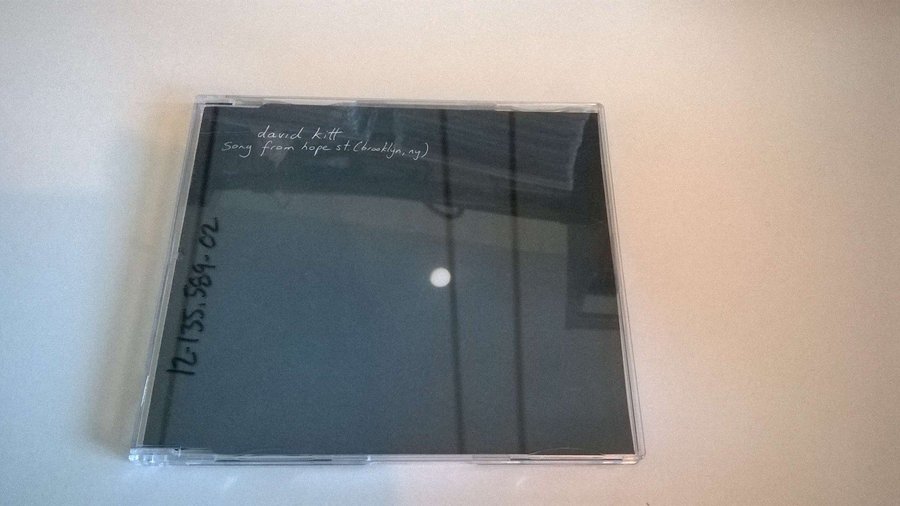 david kitt
song from hope st. (brooklyn, ny)
12-135.589-02